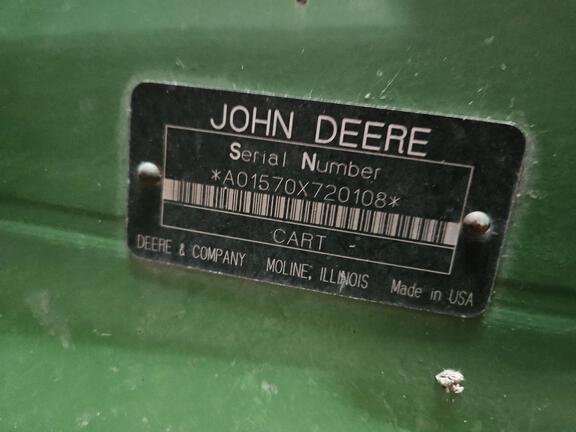 JOHN DEERE
Serial Number
*A01570X720108*
CART
DEERE & COMPANY MOLINE, ILLINOIS Made in USA